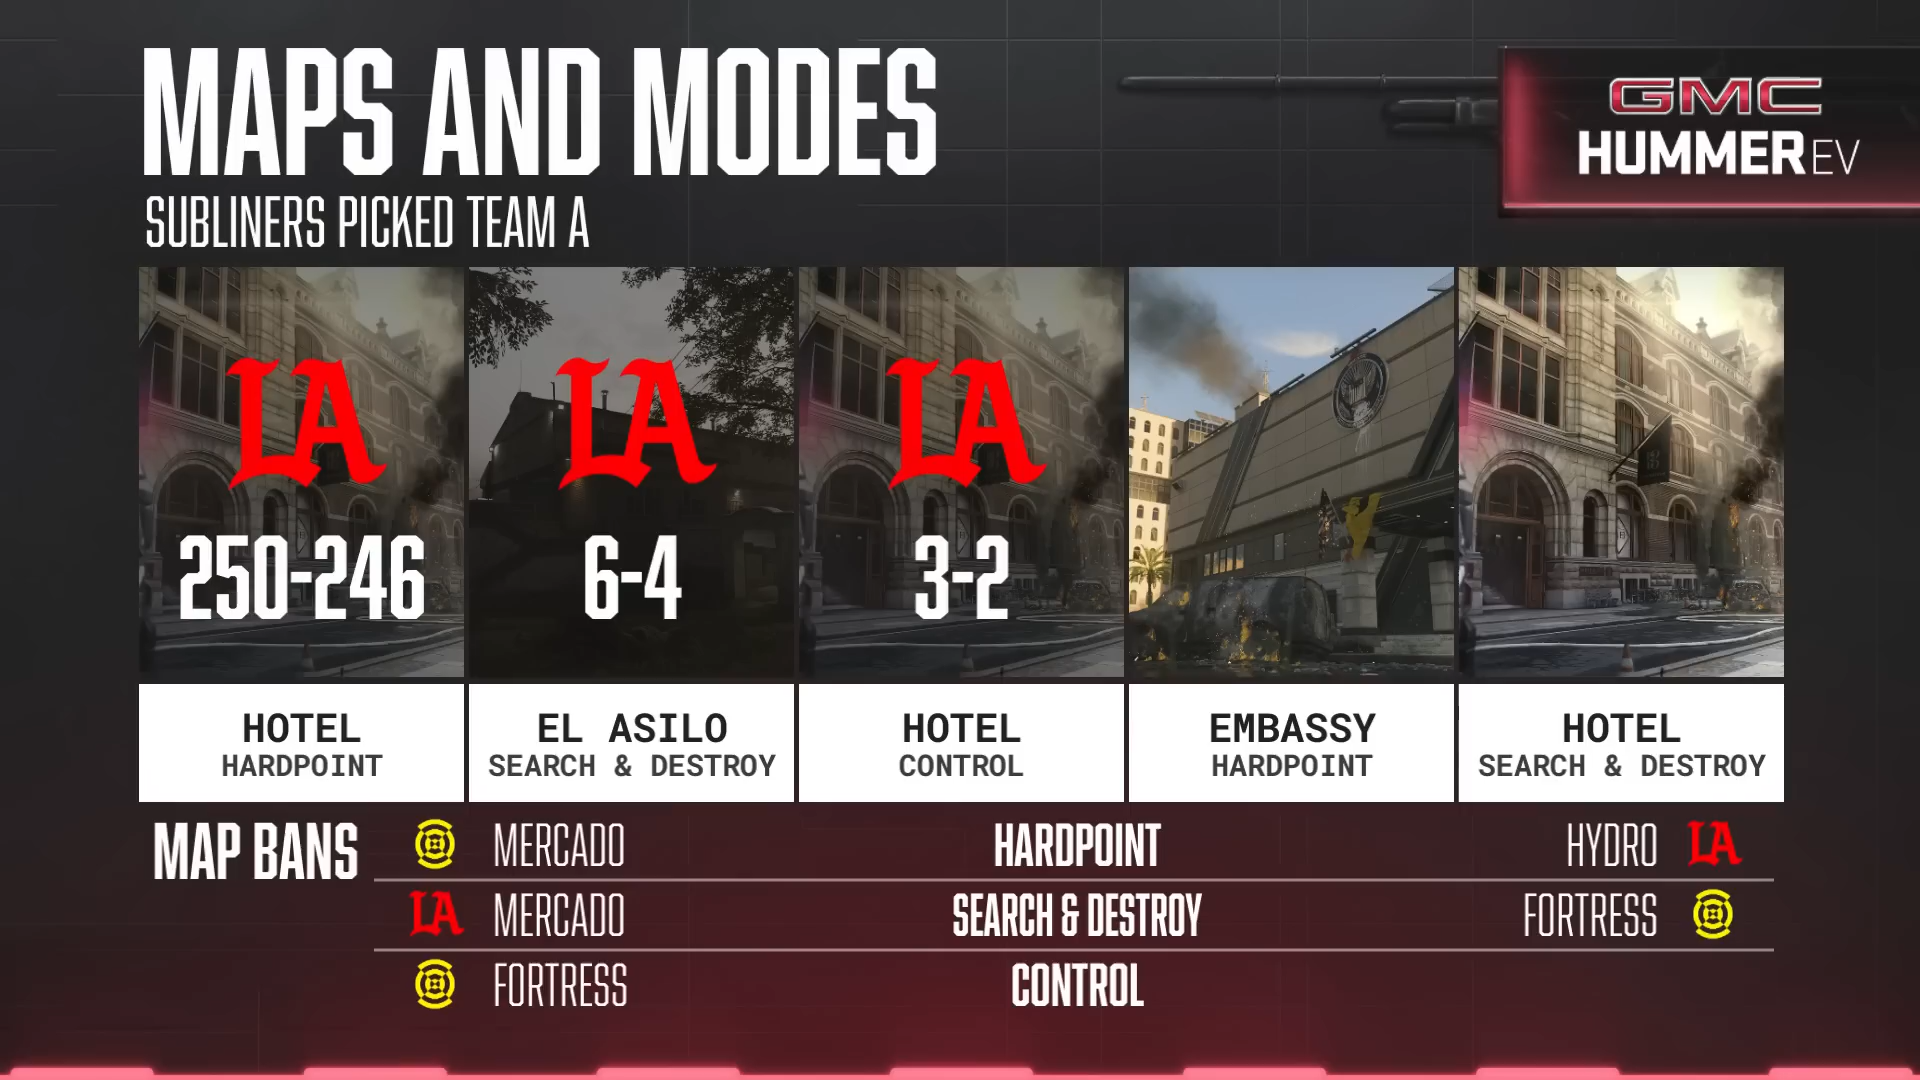 MAPS AND MODES
SUBLINERS PICKED TEAM A
GMC
HUMMER EV
LA
250-246
HOTEL
HARDPOINT
LA
6-4
EL ASILO
SEARCH & DESTROY
LA
3-2
HOTEL
CONTROL
EMBASSY
HARDPOINT
HOTEL
SEARCH & DESTROY
MAP BANS
MERCADO HARDPOINT HYDRO LA
LA MERCADO SEARCH & DESTROY FORTRESS
FORTRESS CONTROL